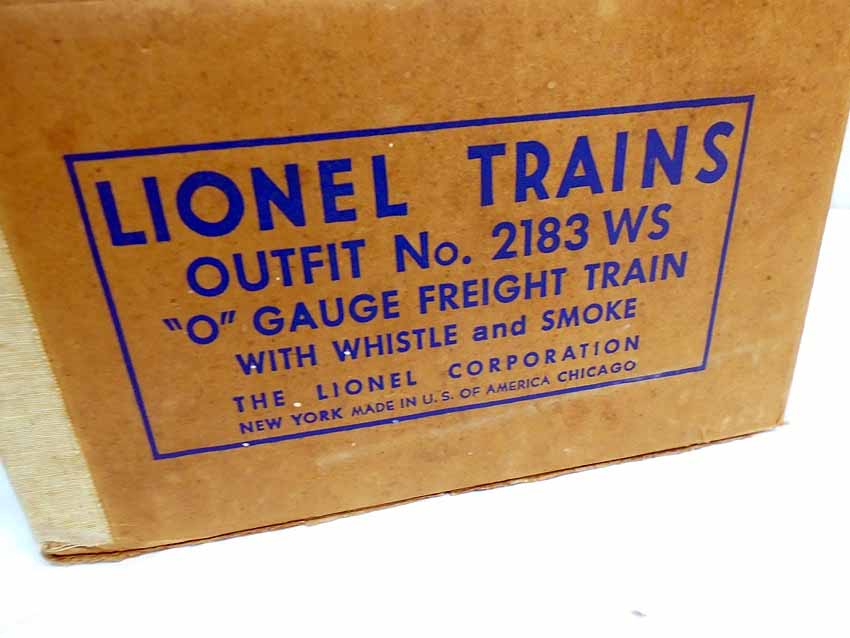 LIONEL TRAINS
OUTFIT No. 2183 WS
"O" GAUGE FREIGHT TRAIN
WITH WHISTLE and SMOKE
THE LIONEL CORPORATION
NEW YORK MADE IN U.S. OF AMERICA CHICAGO